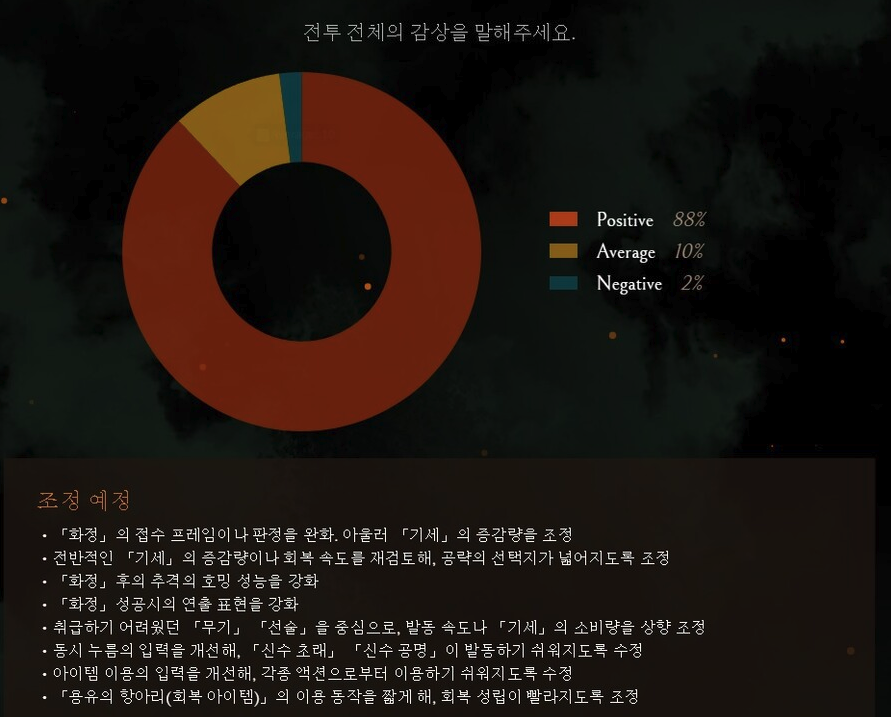 전투 전체의 감상을 말해주세요.
Positive 88%
Average 10%
Negative 2%
조정 예정
• 「화정」의 접수 프레임이나 판정을 완화. 아울러 「기세」의 증감량을 조정
• 전반적인 「기세」의 증감량이나 회복 속도를 재검토해, 공략의 선택지가 넓어지도록 조정
• 「화정」후의 추격의 호밍 성능을 강화
• 「화정」성공시의 연출 표현을 강화
• 취급하기 어려웠던 「무기」 「선술」을 중심으로, 발동 속도나 「기세」의 소비량을 상향 조정
• 동시 누름의 입력을 개선해, 「신수 초래」 「신수 공명」이 발동하기 쉬워지도록 수정
• 아이템 이용의 입력을 개선해, 각종 액션으로부터 이용하기 쉬워지도록 수정
• 「용유의 항아리(회복 아이템)」의 이용 동작을 짧게 해, 회복 성립이 빨라지도록 조정